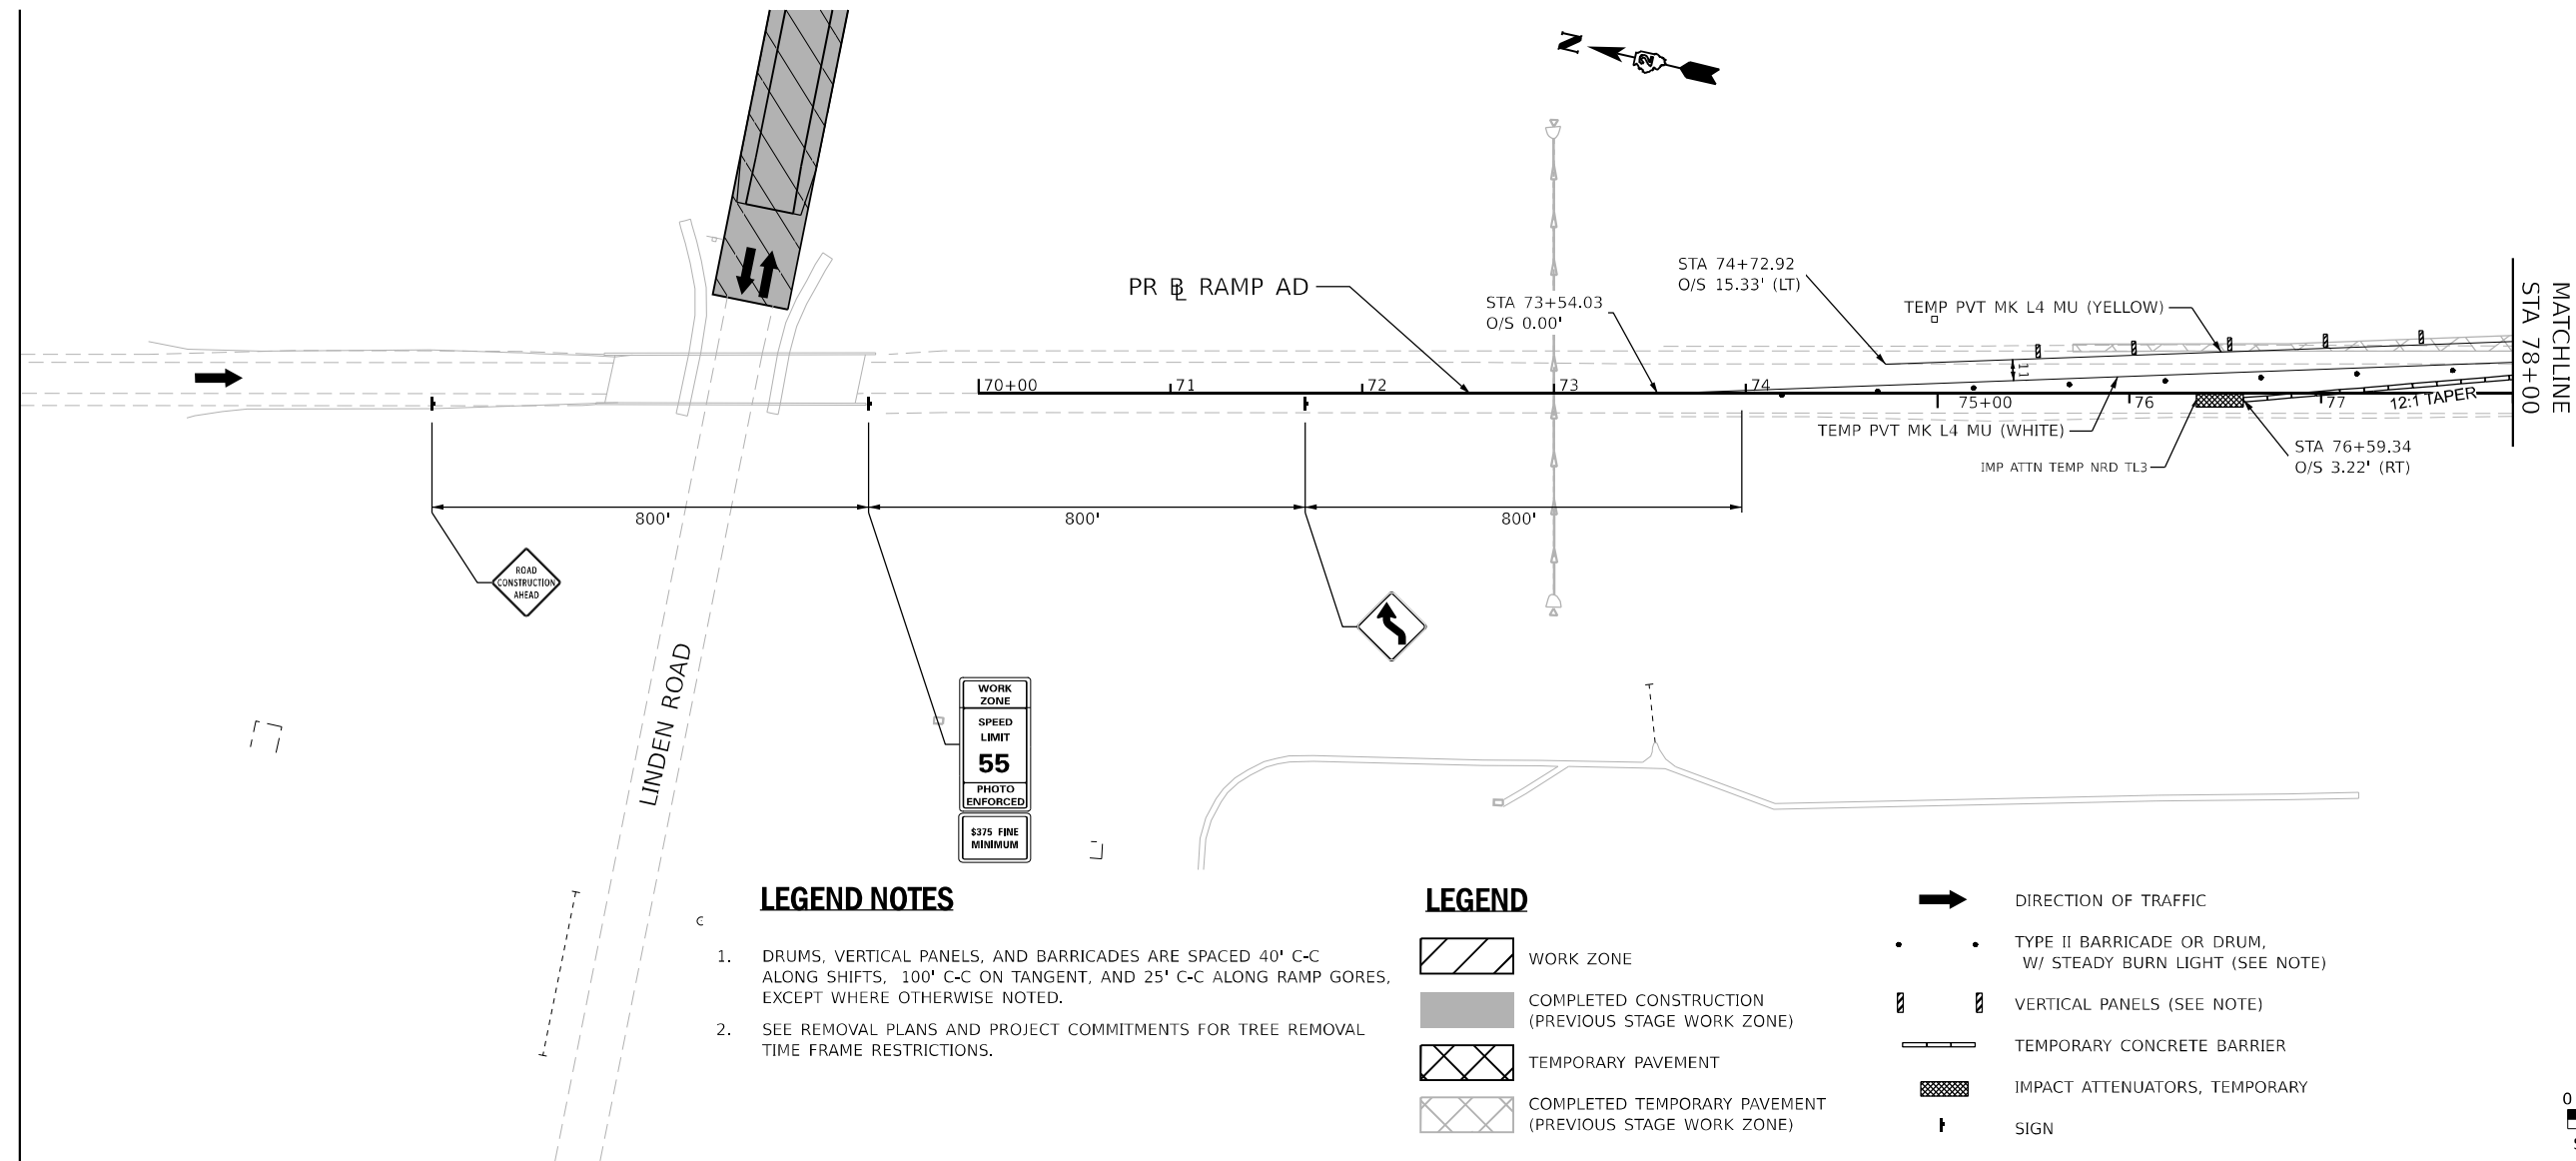 N
2
PR BL RAMP AD
STA 73+54.03
O/S 0.00'
STA 74+72.92
O/S 15.33' (LT)
TEMP PVT MK L4 MU (YELLOW)
MATCHLINE
STA 78+00
70+00
71
72
73
74
75+00
76
77
11
12:1 TAPER
TEMP PVT MK L4 MU (WHITE)
IMP ATTN TEMP NRD TL3
STA 76+59.34
O/S 3.22' (RT)
800'
800'
800'
ROAD
CONSTRUCTION
AHEAD
LINDEN ROAD
WORK
ZONE
SPEED
LIMIT
55
PHOTO
ENFORCED
$375 FINE
MINIMUM
LEGEND NOTES
1. DRUMS, VERTICAL PANELS, AND BARRICADES ARE SPACED 40' C-C
ALONG SHIFTS, 100' C-C ON TANGENT, AND 25' C-C ALONG RAMP GORES,
EXCEPT WHERE OTHERWISE NOTED.
2. SEE REMOVAL PLANS AND PROJECT COMMITMENTS FOR TREE REMOVAL
TIME FRAME RESTRICTIONS.
LEGEND
WORK ZONE
COMPLETED CONSTRUCTION
(PREVIOUS STAGE WORK ZONE)
TEMPORARY PAVEMENT
COMPLETED TEMPORARY PAVEMENT
(PREVIOUS STAGE WORK ZONE)
DIRECTION OF TRAFFIC
TYPE II BARRICADE OR DRUM,
W/ STEADY BURN LIGHT (SEE NOTE)
VERTICAL PANELS (SEE NOTE)
TEMPORARY CONCRETE BARRIER
IMPACT ATTENUATORS, TEMPORARY
SIGN
0